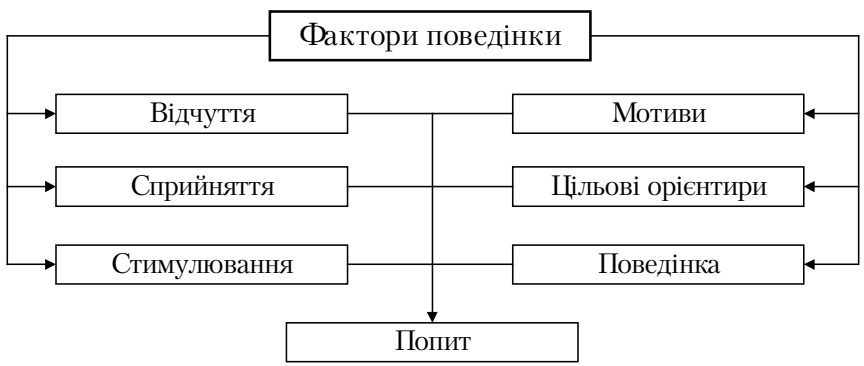 Фактори поведінки
Відчуття
Мотиви
Сприйняття
Цільові орієнтири
Стимулювання
Поведінка
Попит